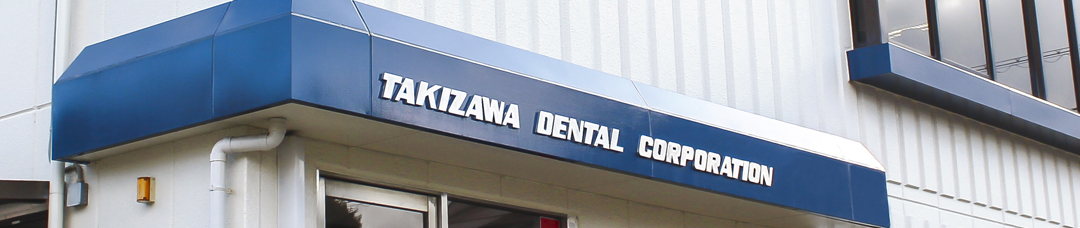 TAKIZAWA DENTAL CORPORATION